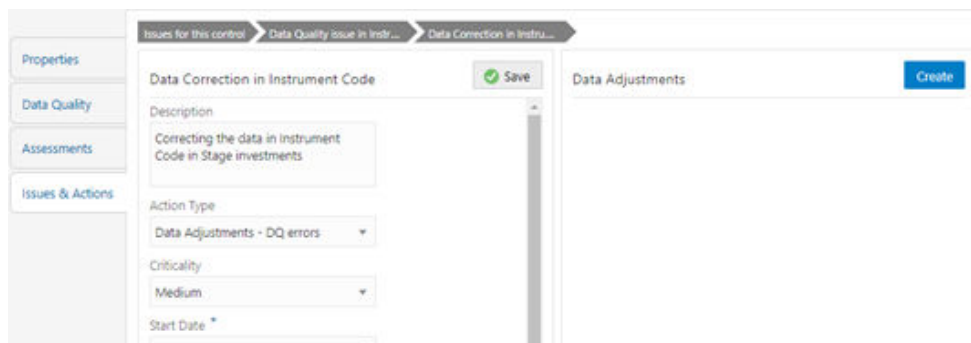 Issues for this control
Data Quality issue in Instr...
Data Correction in Instru...
Properties
Data Quality
Assessments
Issues & Actions
Data Correction in Instrument Code
Save
Description
Correcting the data in Instrument
Code in Stage investments
Action Type
Data Adjustments - DQ errors
Criticality
Medium
Start Date *
Data Adjustments
Create